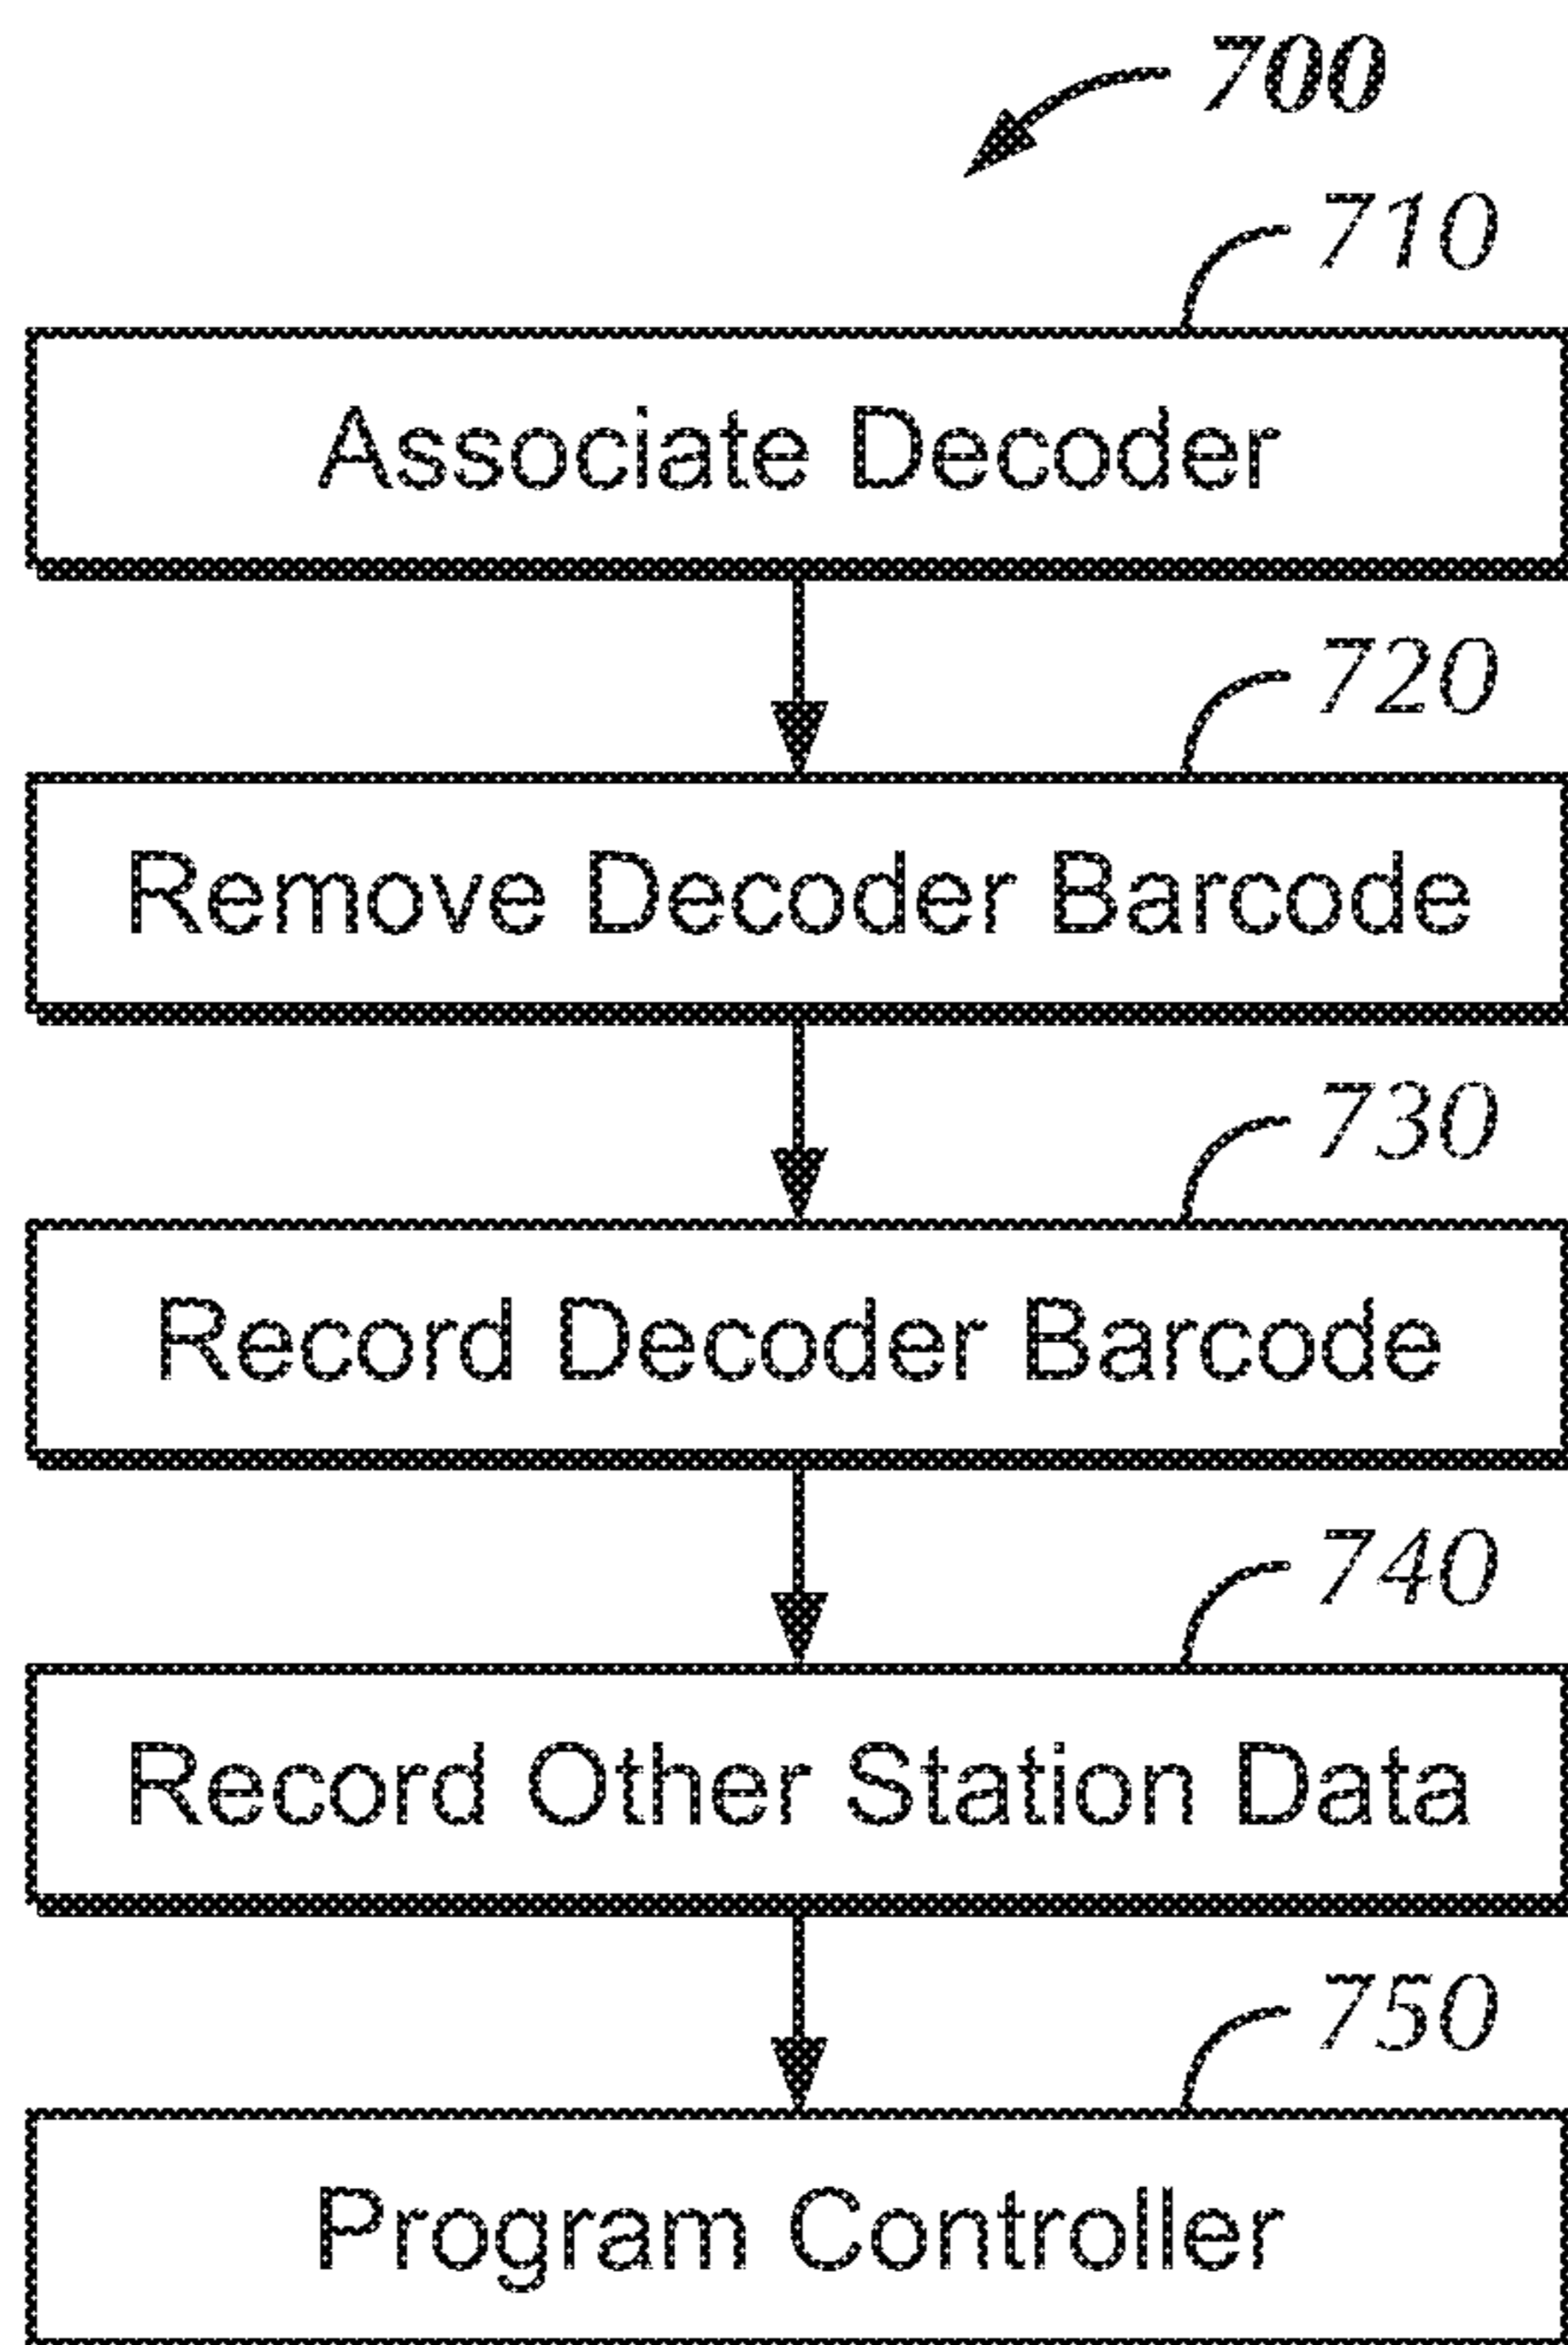 700
710
Associate Decoder
720
Remove Decoder Barcode
730
Record Decoder Barcode
740
Record Other Station Data
750
Program Controller